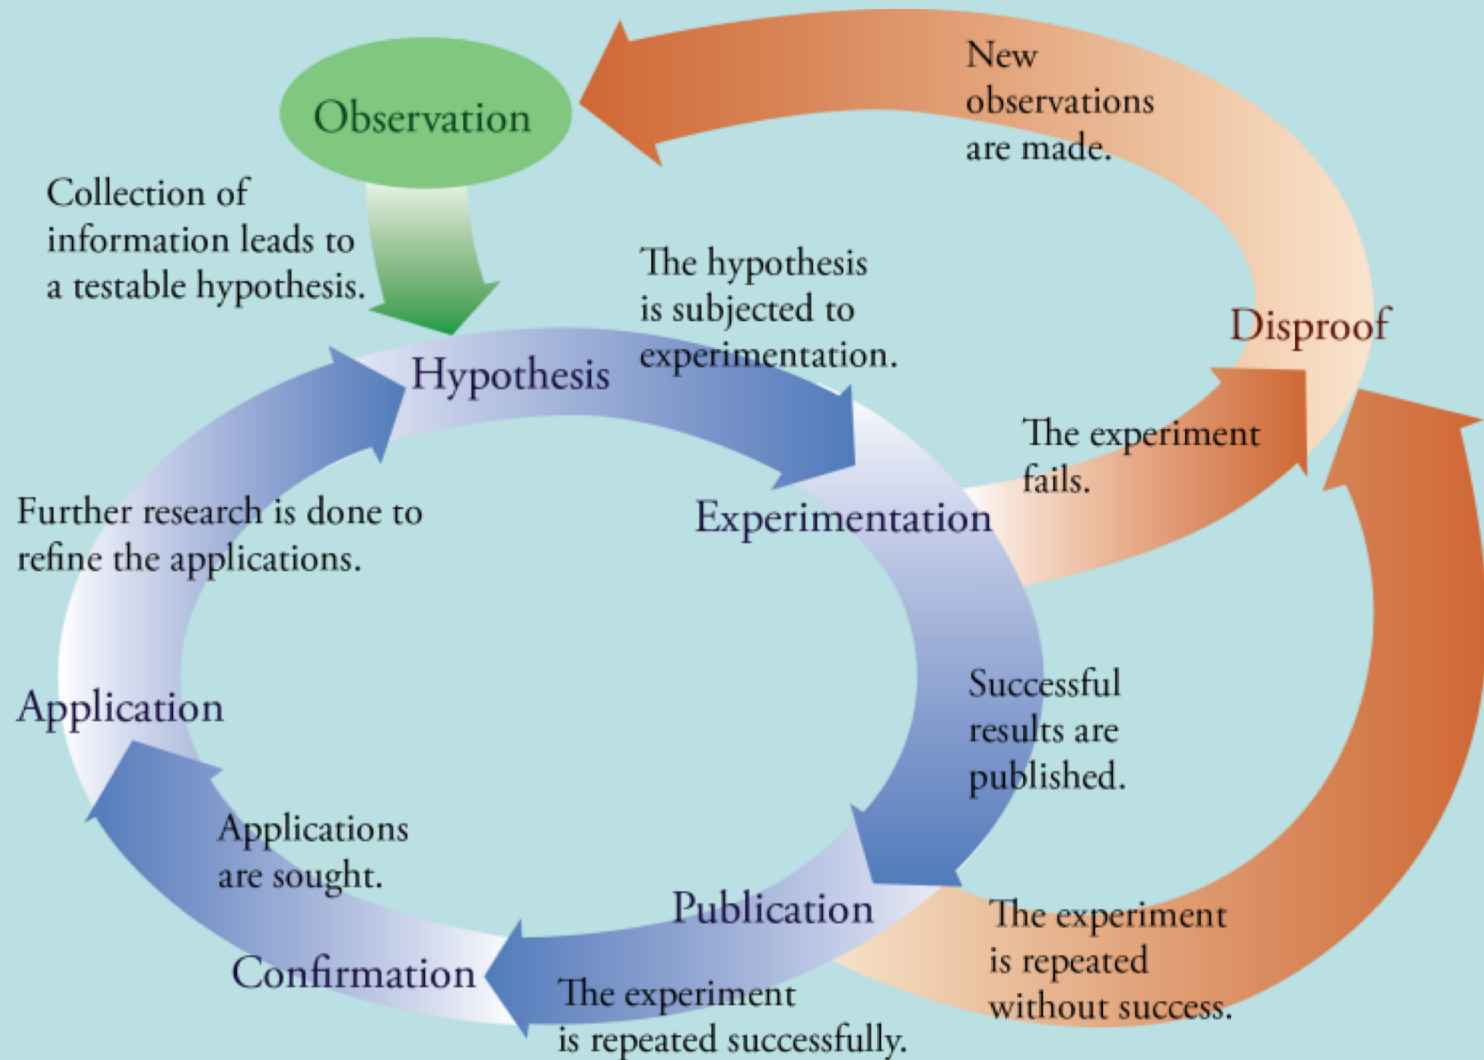 Observation
Collection of
information leads to
a testable hypothesis.
Hypothesis
The hypothesis
is subjected to
experimentation.
Experimentation
The experiment
fails.
Disproof
New
observations
are made.
Successful
results are
published.
Publication
The experiment
is repeated
without success.
The experiment
is repeated successfully.
Confirmation
Applications
are sought.
Application
Further research is done to
refine the applications.